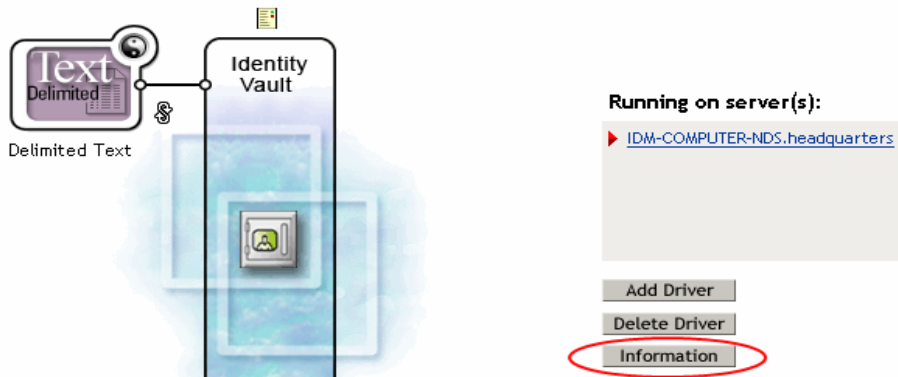 Text
Delimited
Delimited Text
Identity
Vault
Running on server(s):
IDM-COMPUTER-NDS.headquarters
Add Driver
Delete Driver
Information